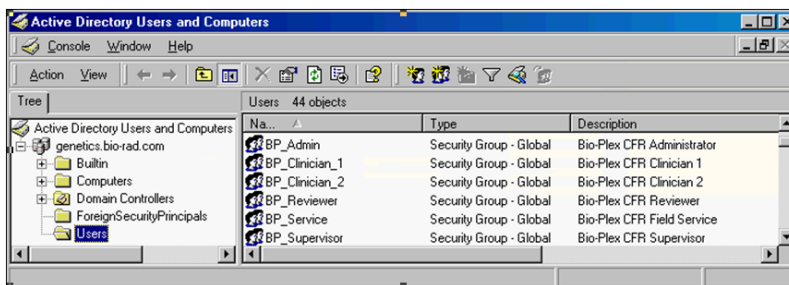 Active Directory Users and Computers
Console Window Help
Action View
Tree
Users 44 objects
Active Directory Users and Computers
genetics.bio-rad.com
Builtin
Computers
Domain Controllers
ForeignSecurityPrincipals
Users
Na... Type Description
BP_Admin Security Group - Global Bio-Plex CFR Administrator
BP_Clinician_1 Security Group - Global Bio-Plex CFR Clinician 1
BP_Clinician_2 Security Group - Global Bio-Plex CFR Clinician 2
BP_Reviewer Security Group - Global Bio-Plex CFR Reviewer
BP_Service Security Group - Global Bio-Plex CFR Field Service
BP_Supervisor Security Group - Global Bio-Plex CFR Supervisor